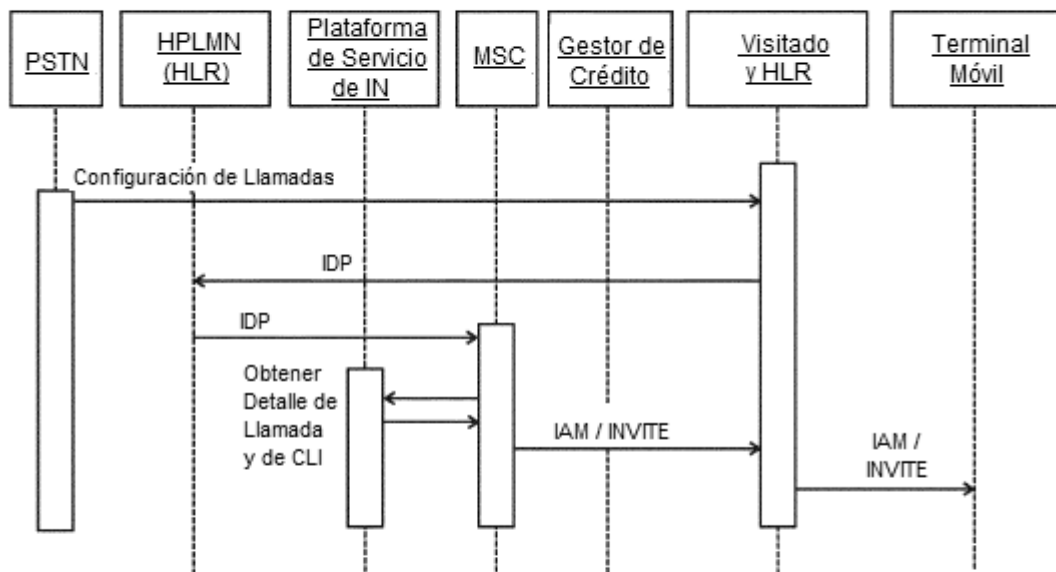 PSTN
HPLMN
(HLR)
Plataforma
de Servicio
de IN
MSC
Gestor de
Crédito
Visitado
y HLR
Terminal
Móvil
Configuración de Llamadas
IDP
IDP
Obtener
Detalle de
Llamada
y de CLI
IAM / INVITE
IAM /
INVITE